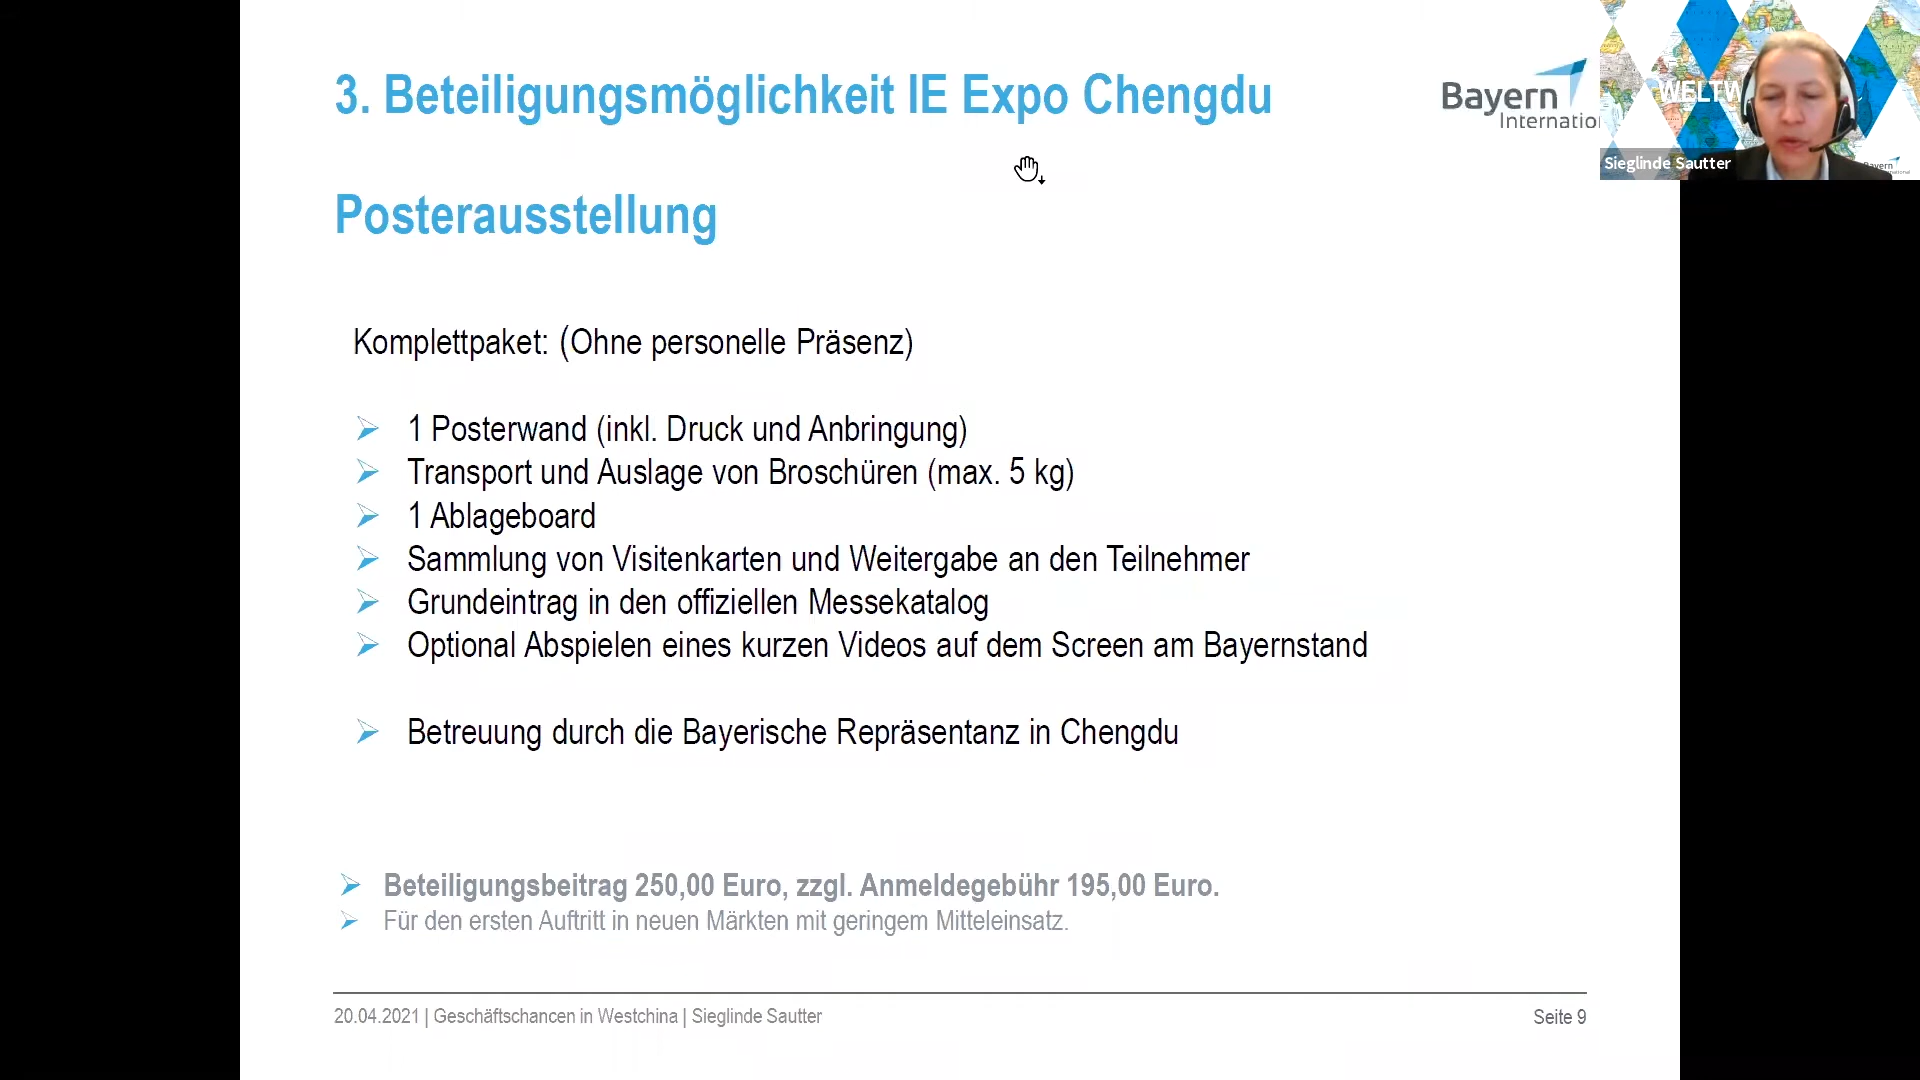 3. Beteiligungsmöglichkeit IE Expo Chengdu
Bayern
International
WELTW
Sieglinde Sautter
Bayern
Posterausstellung
Komplettpaket: (Ohne personelle Präsenz)
1 Posterwand (inkl. Druck und Anbringung)
Transport und Auslage von Broschüren (max. 5 kg)
1 Ablageboard
Sammlung von Visitenkarten und Weitergabe an den Teilnehmer
Grundeintrag in den offiziellen Messekatalog
Optional Abspielen eines kurzen Videos auf dem Screen am Bayernstand
Betreuung durch die Bayerische Repräsentanz in Chengdu
Beteiligungsbeitrag 250,00 Euro, zzgl. Anmeldegebühr 195,00 Euro.
Für den ersten Auftritt in neuen Märkten mit geringem Mitteleinsatz.
20.04.2021 | Geschäftschancen in Westchina | Sieglinde Sautter
Seite 9